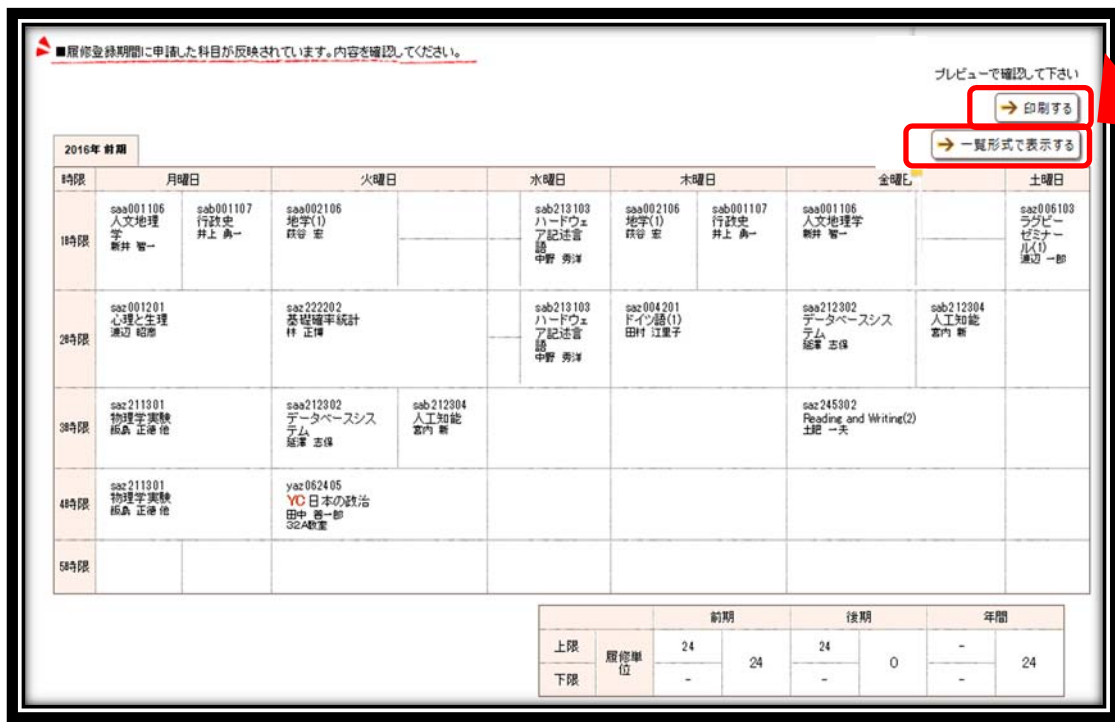 ■履修登録期間に申請した科目が反映されています。内容を確認してください。
プレビューで確認して下さい
→ 印刷する
→ 一覧形式で表示する
2016年 前期
時限 月曜日 火曜日 水曜日 木曜日 金曜日 土曜日
1時限
saa001106
人文地理
学
新井 智一
sab001107
行政史
井上 勇一
saa002106
地学(1)
萩谷 宏
sab213103
ハードウェ
ア記述言
語
中野 秀洋
saa002106
地学(1)
萩谷 宏
sab001107
行政史
井上 勇一
saa001106
人文地理学
新井 智一
saz006103
ラグビー
ゼミナー
ル(1)
渡辺 一郎
2時限
saz001201
心理と生理
渡辺 昭彦
saz222202
基礎確率統計
林 正博
sab213103
ハードウェ
ア記述言
語
中野 秀洋
saz004201
ドイツ語(1)
田村 江里子
saa212302
データベースシス
テム
延澤 志保
sab212304
人工知能
宮内 新
3時限
saz211301
物理学実験
飯島 正徳 他
saa212302
データベースシス
テム
延澤 志保
sab212304
人工知能
宮内 新
saz245302
Reading and Writing(2)
土肥 一夫
4時限
saz211301
物理学実験
飯島 正徳 他
yaz062405
YC 日本の政治
田中 善一郎
32A教室
5時限
前期 後期 年間
上限 履修単 24 24 24 0 - 24
下限 位 - - -